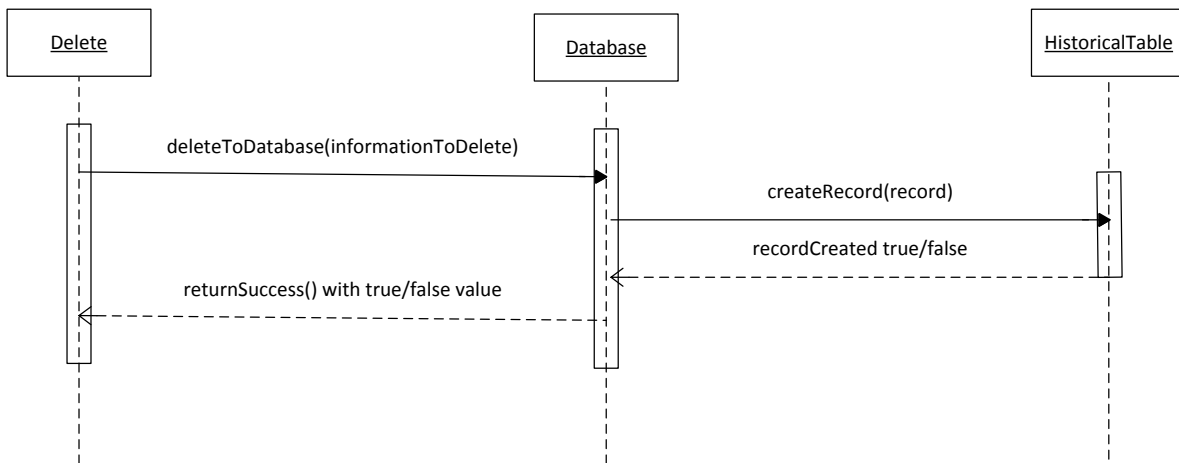 Delete
Database
HistoricalTable
deleteToDatabase(informationToDelete)
createRecord(record)
recordCreated true/false
returnSuccess() with true/false value